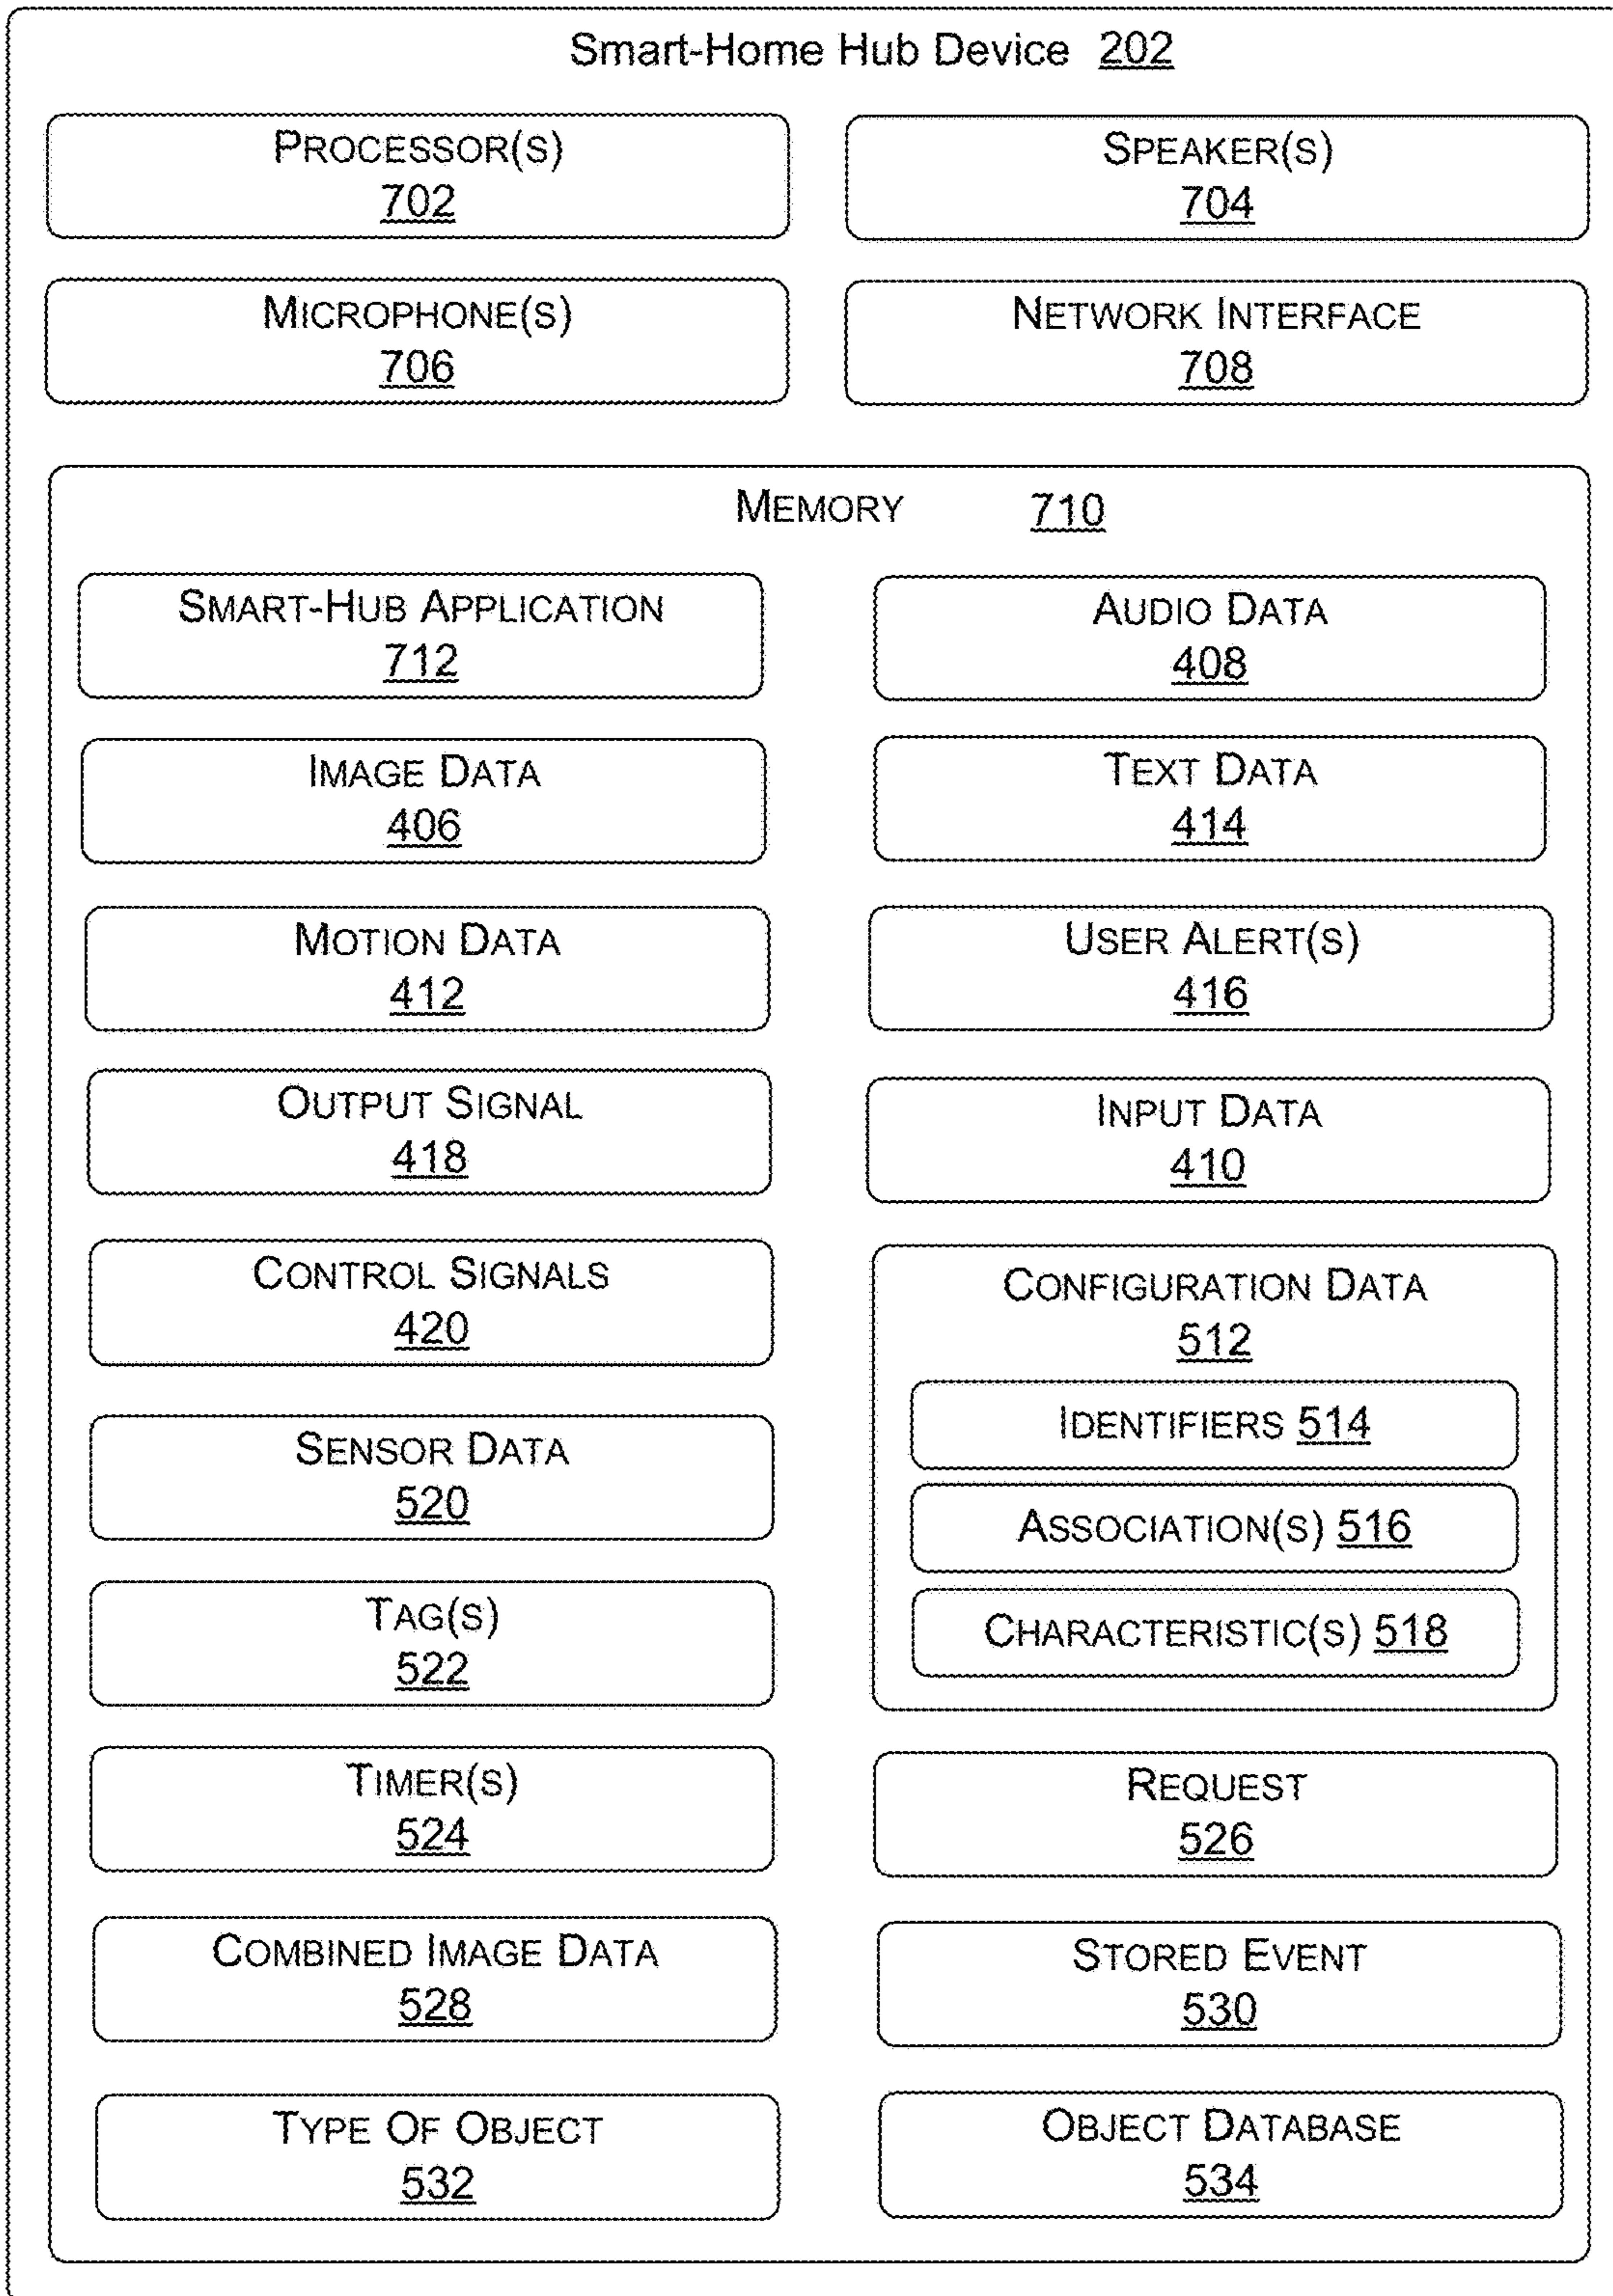 Smart-Home Hub Device 202
PROCESSOR(S)
702
SPEAKER(S)
704
MICROPHONE(S)
706
NETWORK INTERFACE
708
MEMORY 710
SMART-HUB APPLICATION
712
AUDIO DATA
408
IMAGE DATA
406
TEXT DATA
414
MOTION DATA
412
USER ALERT(S)
416
OUTPUT SIGNAL
418
INPUT DATA
410
CONTROL SIGNALS
420
CONFIGURATION DATA
512
IDENTIFIERS 514
ASSOCIATION(S) 516
CHARACTERISTIC(S) 518
SENSOR DATA
520
TAG(S)
522
TIMER(S)
524
REQUEST
526
COMBINED IMAGE DATA
528
STORED EVENT
530
TYPE OF OBJECT
532
OBJECT DATABASE
534